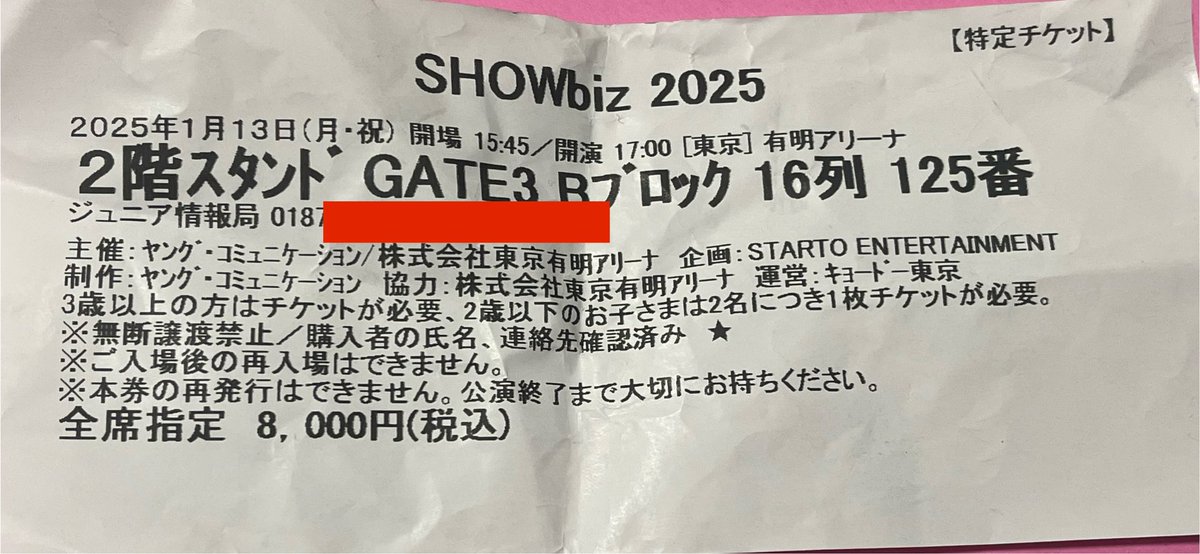 【特定チケット】
SHOWbiz 2025
2025年1月13日(月・祝) 開場 15:45/開演 17:00 [東京] 有明アリーナ
2階スタンド GATE3 Bブロック 16列 125番
ジュニア情報局 0187
主催:ヤング・コミュニケーション/株式会社東京有明アリーナ 企画:STARTO ENTERTAINMENT
制作:ヤング・コミュニケーション 協力:株式会社東京有明アリーナ 運営:キョードー東京
3歳以上の方はチケットが必要、2歳以下のお子さまは2名につき1枚チケットが必要。
※無断譲渡禁止/購入者の氏名、連絡先確認済み ★
※ご入場後の再入場はできません。
※本券の再発行はできません。公演終了まで大切にお持ちください。
全席指定 8,000円(税込)